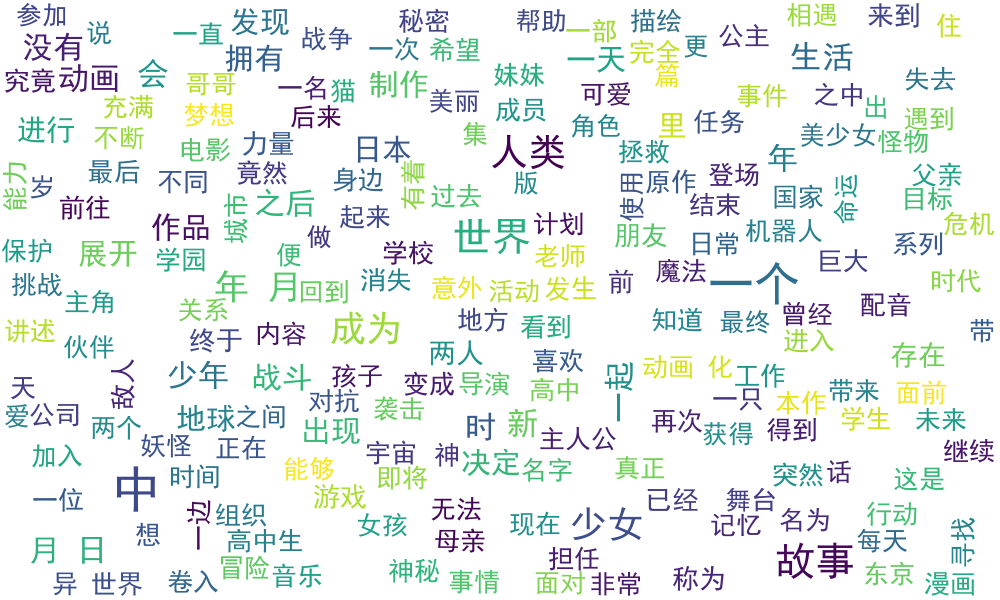 参加
说
一直
发现
战争
秘密
一次
希望
帮助
一部
描绘
完全
更
公主
相遇
来到
住
没有
究竟
动画
会
哥哥
拥有
一名
猫
制作
妹妹
一天
篇
生活
失去
充满
梦想
后来
美丽
成员
可爱
事件
之中
出
遇到
进行
不断
电影
力量
日本
集
人类
角色
里
任务
美少女
怪物
能力
岁
最后
不同
竟然
身边
有着
过去
版
拯救
使用
原作
登场
年
国家
命运
父亲
目标
前往
作品
城市
之后
做
起来
世界
计划
朋友
结束
日常
机器人
系列
危机
保护
展开
学园
便
学校
老师
魔法
巨大
挑战
主角
年 月
回到
消失
意外
活动
发生
前
一个
曾经
配音
时代
讲述
伙伴
关系
终于
内容
成为
地方
看到
知道
最终
进入
带
存在
天
敌人
少年
战斗
孩子
变成
两人
导演
喜欢
高中
一起
动画 化
工作
一只
本作
带来
面前
爱
公司
两个
地球
之间
对抗
袭击
出现
时
新
主人公
再次
获得
得到
学生
未来
加入
妖怪
正在
宇宙
神
决定
名字
真正
突然
话
这是
继续
一位
中
时间
能够
游戏
即将
无法
已经
舞台
想
一边
组织
高中生
女孩
母亲
现在
少女
记忆
名为
行动
每天
寻找
月 日
异 世界
卷入
冒险
音乐
神秘
事情
担任
面对
非常
称为
故事
东京
漫画